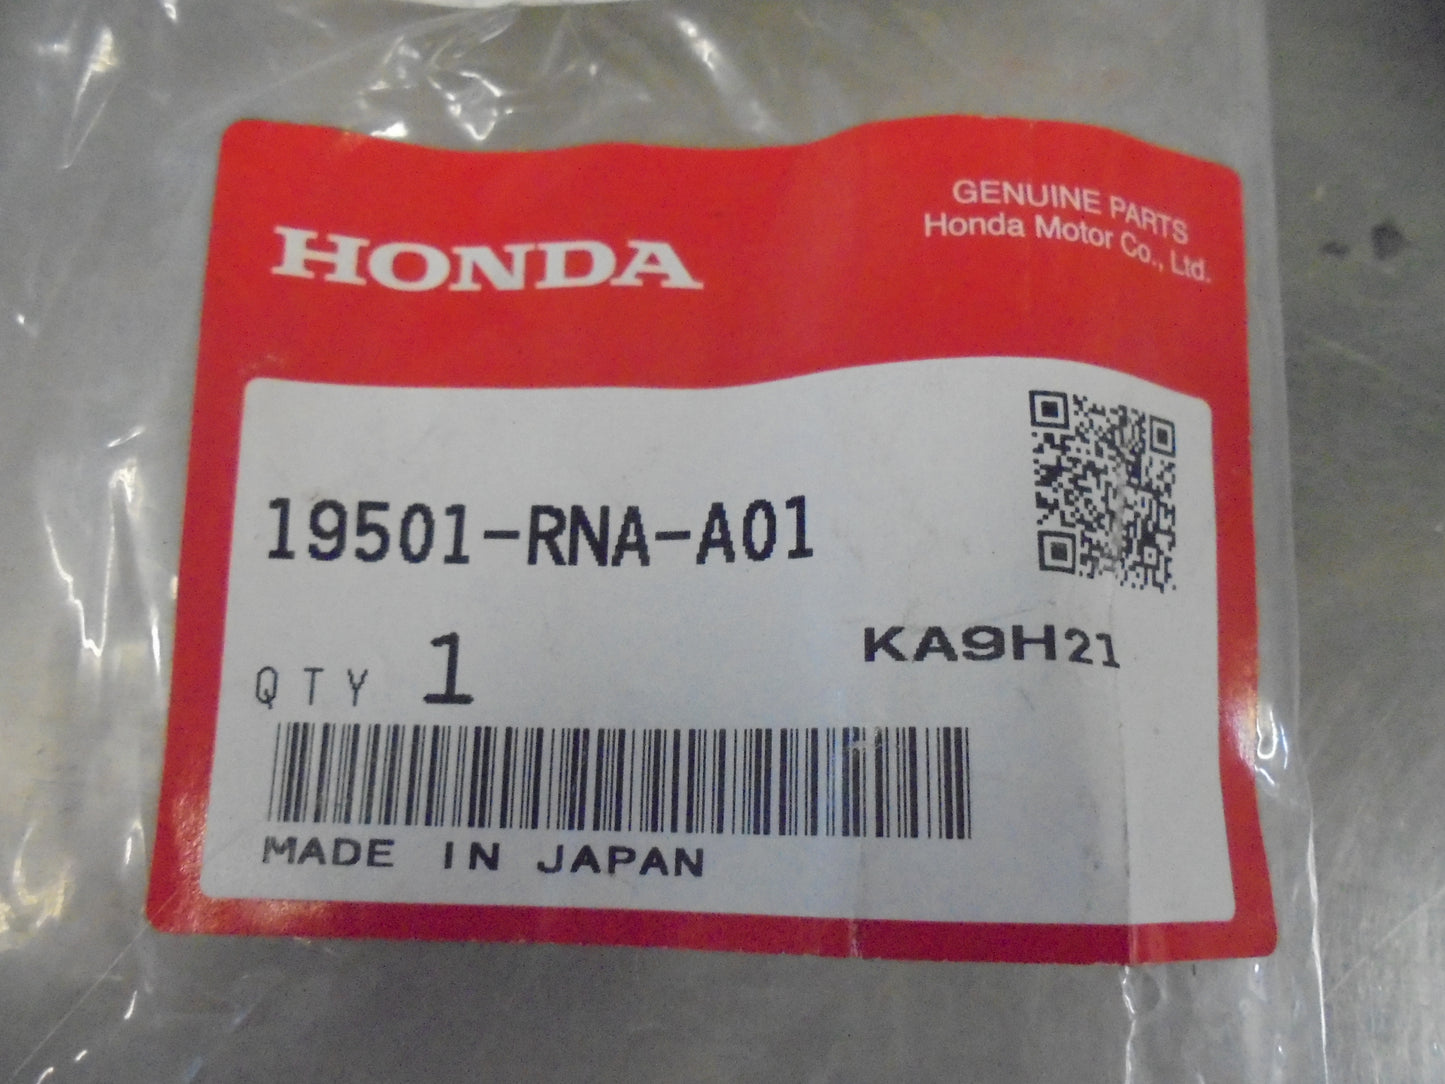 HONDA
GENUINE PARTS
Honda Motor Co., Ltd.
19501-RNA-A01
KA9H21
QTY 1
MADE IN JAPAN